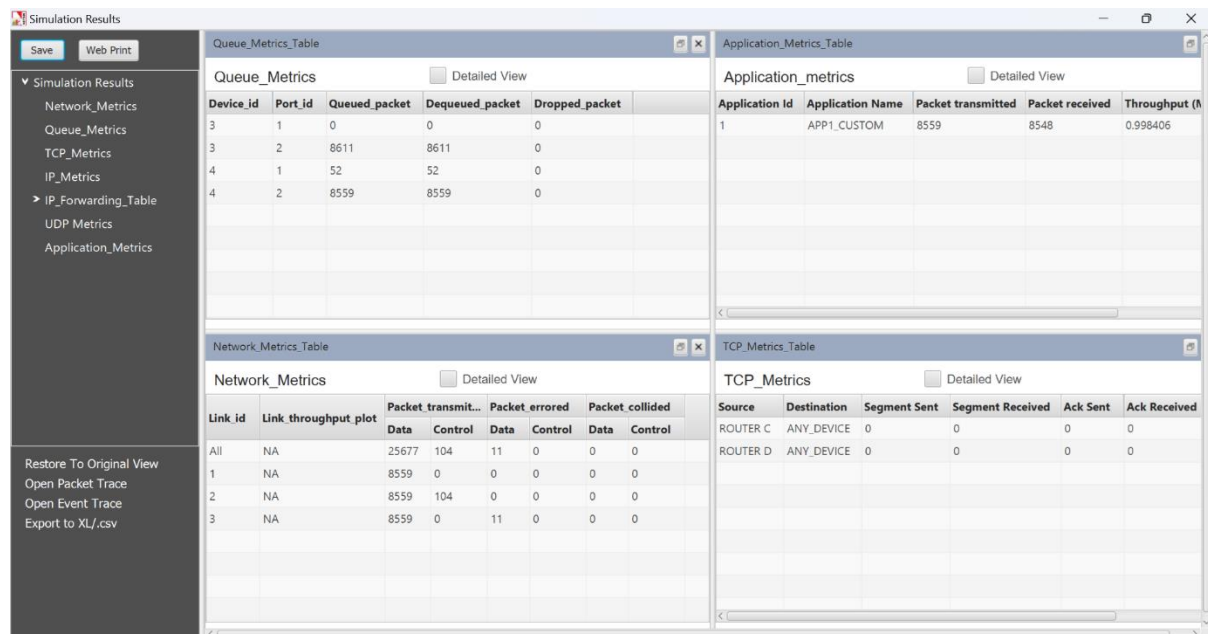 Simulation Results
Save Web Print
Simulation Results
Network_Metrics
Queue_Metrics
TCP_Metrics
IP_Metrics
IP_Forwarding_Table
UDP Metrics
Application_Metrics
Restore To Original View
Open Packet Trace
Open Event Trace
Export to XL/.csv
Queue_Metrics_Table
Queue_Metrics Detailed View
Device_id Port_id Queued_packet Dequeued_packet Dropped_packet
3 1 0 0 0
3 2 8611 8611 0
4 1 52 52 0
4 2 8559 8559 0
Application_Metrics_Table
Application_metrics Detailed View
Application Id Application Name Packet transmitted Packet received Throughput (M
1 APP1_CUSTOM 8559 8548 0.998406
Network_Metrics_Table
Network_Metrics Detailed View
Link_id Link_throughput_plot Packet_transmit... Packet_errored Packet_collided
Data Control Data Control Data Control
All NA 25677 104 11 0 0 0
1 NA 8559 0 0 0 0 0
2 NA 8559 104 0 0 0 0
3 NA 8559 0 11 0 0 0
TCP_Metrics_Table
TCP_Metrics Detailed View
Source Destination Segment Sent Segment Received Ack Sent Ack Received
ROUTER C ANY_DEVICE 0 0 0 0
ROUTER D ANY_DEVICE 0 0 0 0